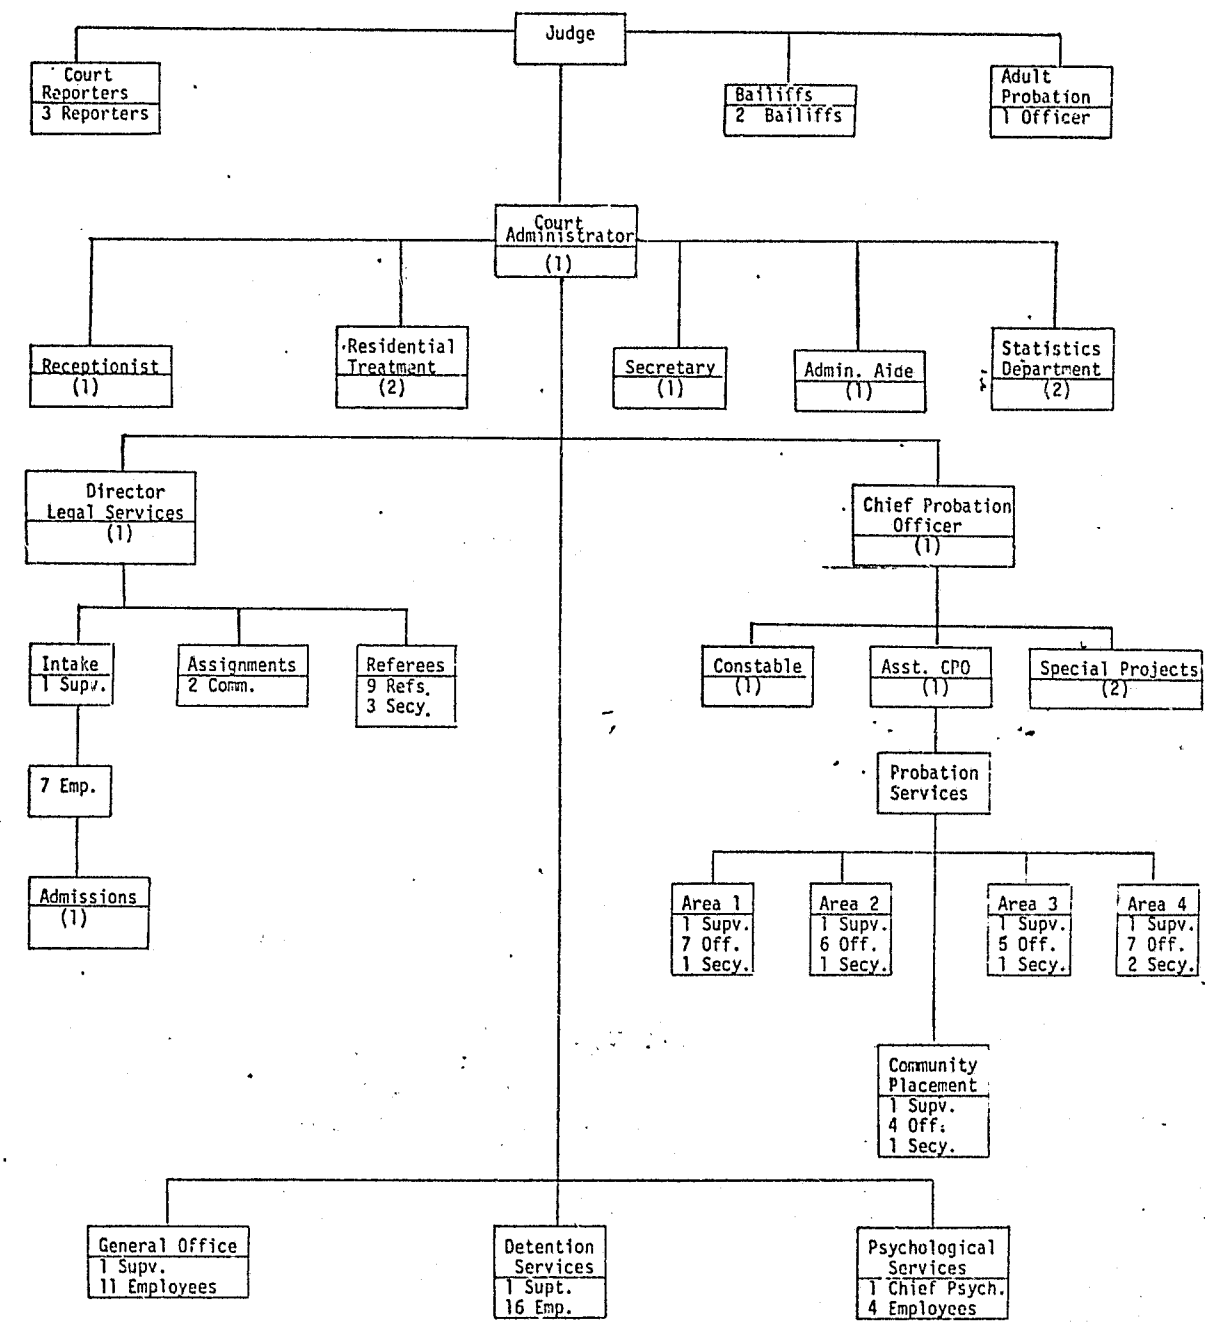 Judge
Court
Reporters
3 Reporters
Bailiffs
2 Bailiffs
Adult
Probation
1 Officer
Court
Administrator
(1)
Receptionist
(1)
Residential
Treatment
(2)
Secretary
(1)
Admin. Aide
(1)
Statistics
Department
(2)
Director
Legal Services
(1)
Chief Probation
Officer
(1)
Intake
1 Supv.
Assignments
2 Comm.
Referees
9 Refs.
3 Secy.
Constable
(1)
Asst. CPO
(1)
Special Projects
(2)
7 Emp.
Probation
Services
Admissions
(1)
Area 1
1 Supv.
7 Off.
1 Secy.
Area 2
1 Supv.
6 Off.
1 Secy.
Area 3
1 Supv.
5 Off.
1 Secy.
Area 4
1 Supv.
7 Off.
2 Secy.
Community
Placement
1 Supv.
4 Off.
1 Secy.
General Office
1 Supv.
11 Employees
Detention
Services
1 Supt.
16 Emp.
Psychological
Services
1 Chief Psych.
4 Employees